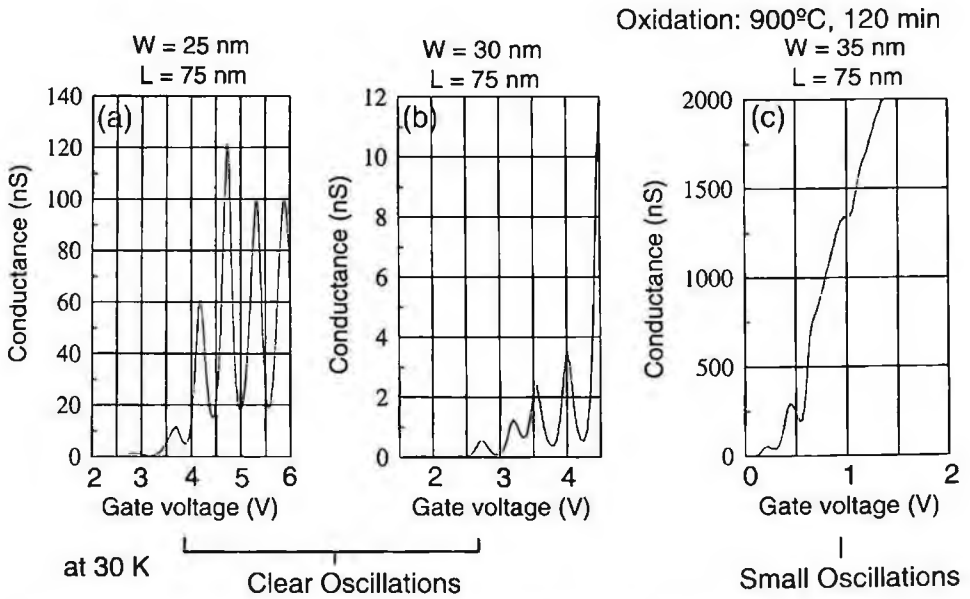 Oxidation: 900ºC, 120 min
W = 25 nm
L = 75 nm
W = 30 nm
L = 75 nm
W = 35 nm
L = 75 nm
(a)
140
120
100
80
60
40
20
0
Conductance (nS)
2 3 4 5 6
Gate voltage (V)
(b)
12
10
8
6
4
2
0
Conductance (nS)
2 3 4
Gate voltage (V)
(c)
2000
1500
1000
500
0
Conductance (nS)
0 1 2
Gate voltage (V)
at 30 K
Clear Oscillations
Small Oscillations